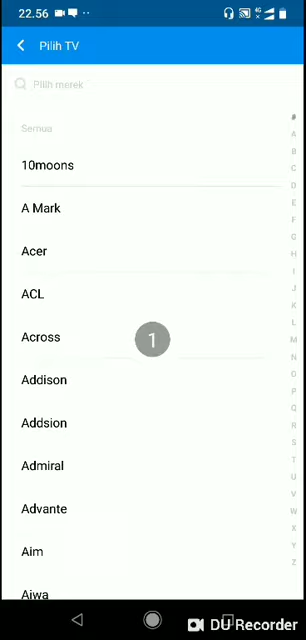 22.56
4G
Pilih TV
Pilih merek
Semua
10moons
A Mark
Acer
ACL
Across
1
Addison
Addsion
Admiral
Advante
Aim
Aiwa
#
A
B
C
D
E
F
G
H
I
J
K
L
M
N
O
P
Q
R
S
T
U
V
W
X
Y
Z
DU Recorder